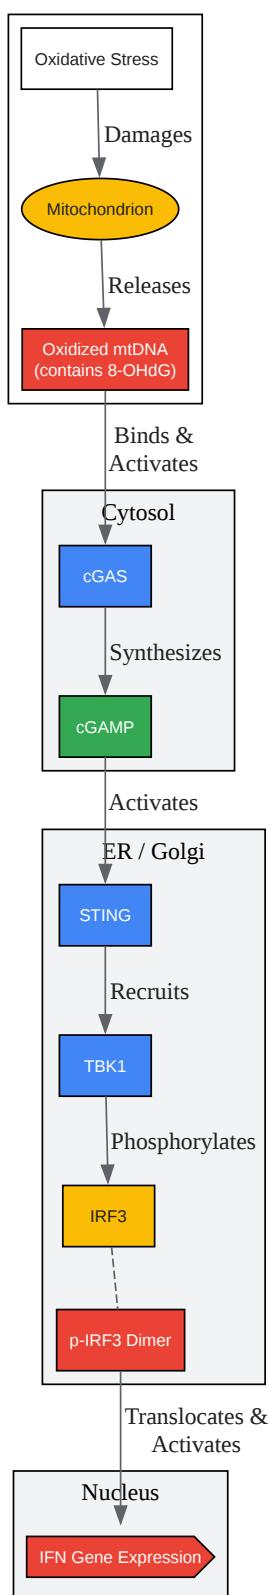 Oxidative Stress
Damages
Mitochondrion
Releases
Oxidized mtDNA
(contains 8-OHdG)
Binds &
Activates
Cytosol
cGAS
Synthesizes
cGAMP
Activates
ER / Golgi
STING
Recruits
TBK1
Phosphorylates
IRF3
p-IRF3 Dimer
Translocates &
Activates
Nucleus
IFN Gene Expression